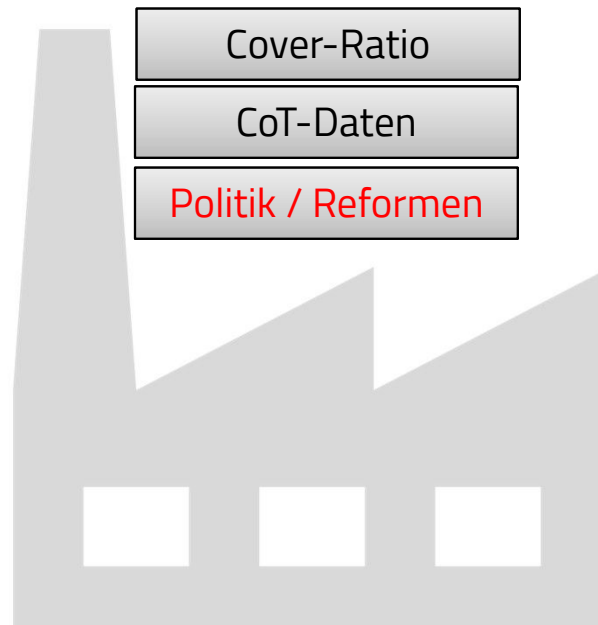 Cover-Ratio
CoT-Daten
Politik / Reformen